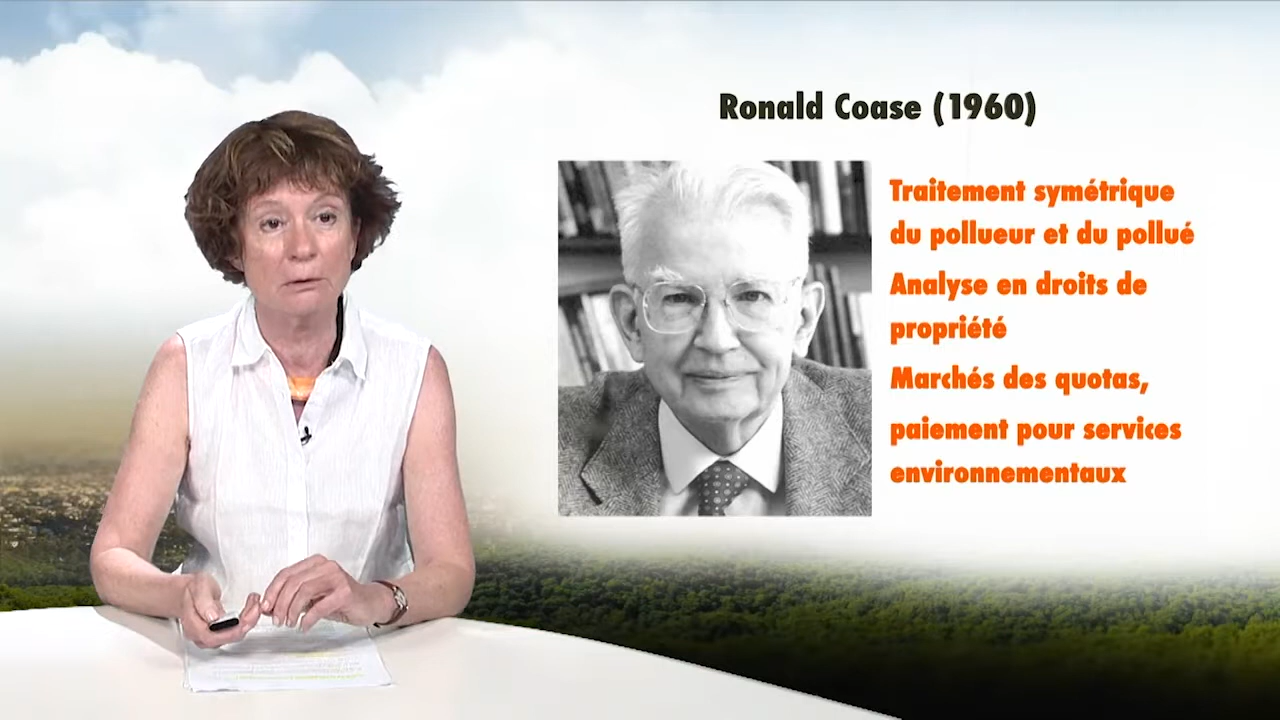 Ronald Coase (1960)
Traitement symétrique
du pollueur et du pollué
Analyse en droits de
propriété
Marchés des quotas,
paiement pour services
environnementaux